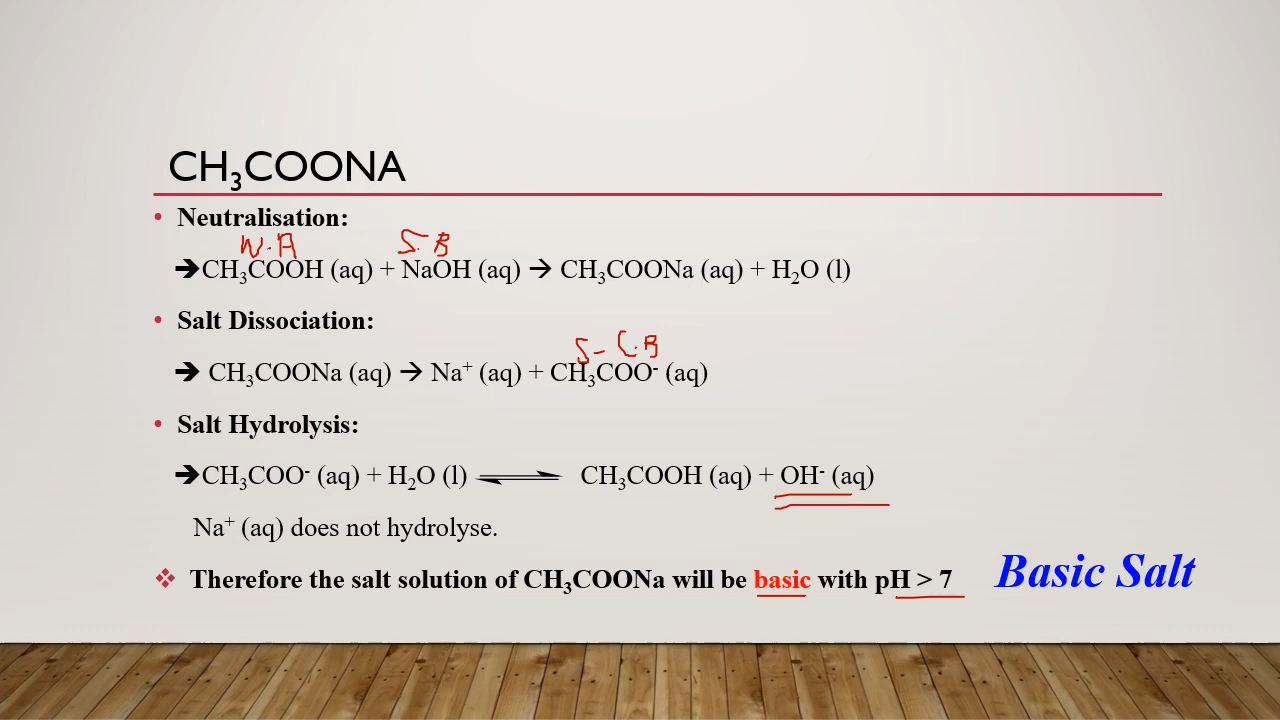 CH₃COONA
• Neutralisation:
W.A S.B
➔CH₃COOH (aq) + NaOH (aq) → CH₃COONa (aq) + H₂O (l)
• Salt Dissociation:
S- C.B
➔ CH₃COONa (aq) → Na⁺ (aq) + CH₃COO⁻ (aq)
• Salt Hydrolysis:
➔CH₃COO⁻ (aq) + H₂O (l) ⇌ CH₃COOH (aq) + OH⁻ (aq)
Na⁺ (aq) does not hydrolyse.
❖ Therefore the salt solution of CH₃COONa will be basic with pH > 7
Basic Salt